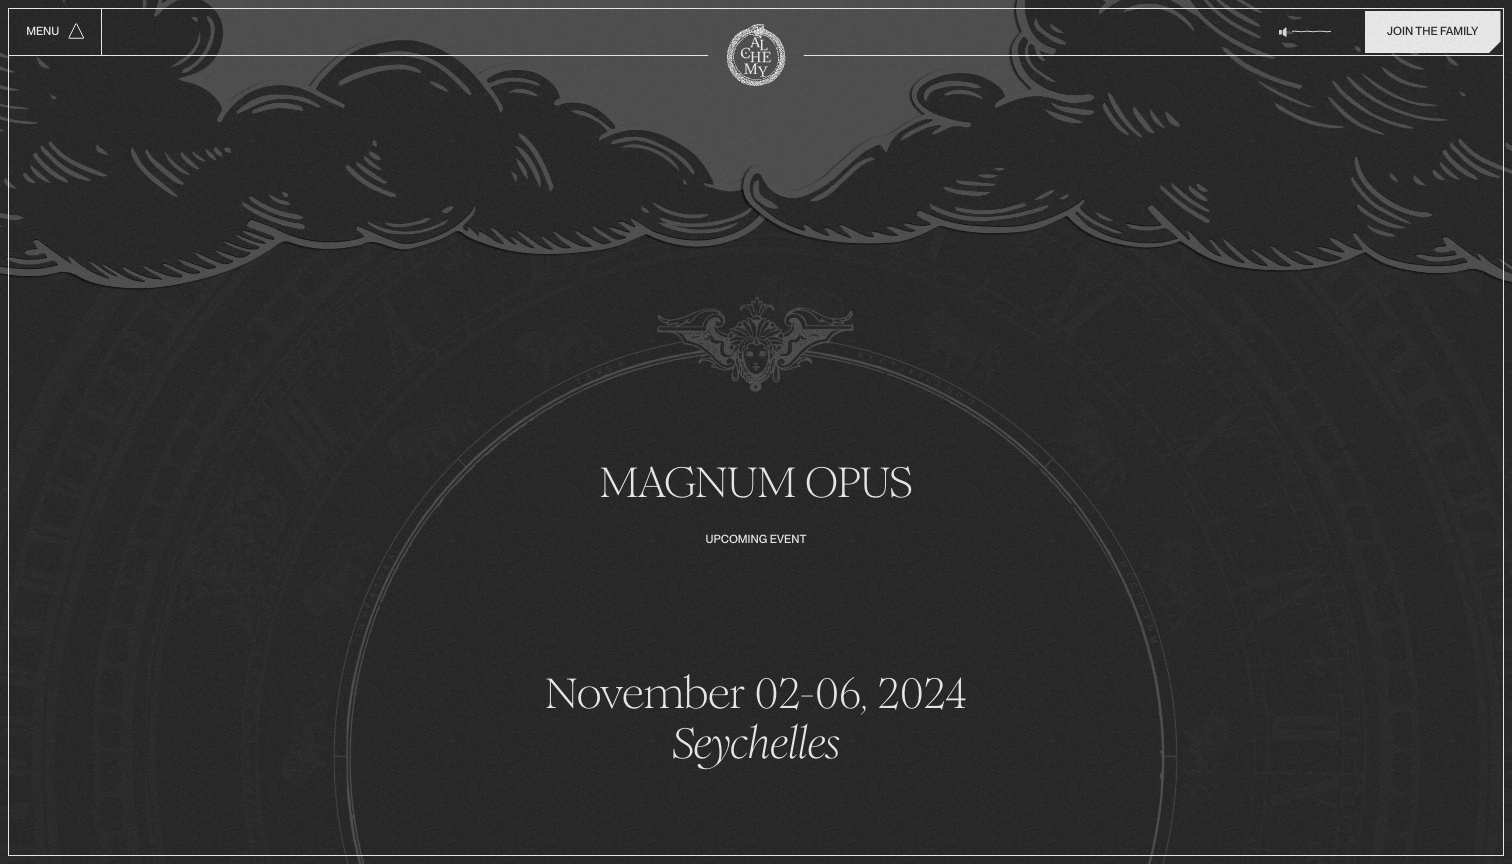 MENU
AL
CHE
MY
JOIN THE FAMILY
MAGNUM OPUS
UPCOMING EVENT
November 02-06, 2024
Seychelles